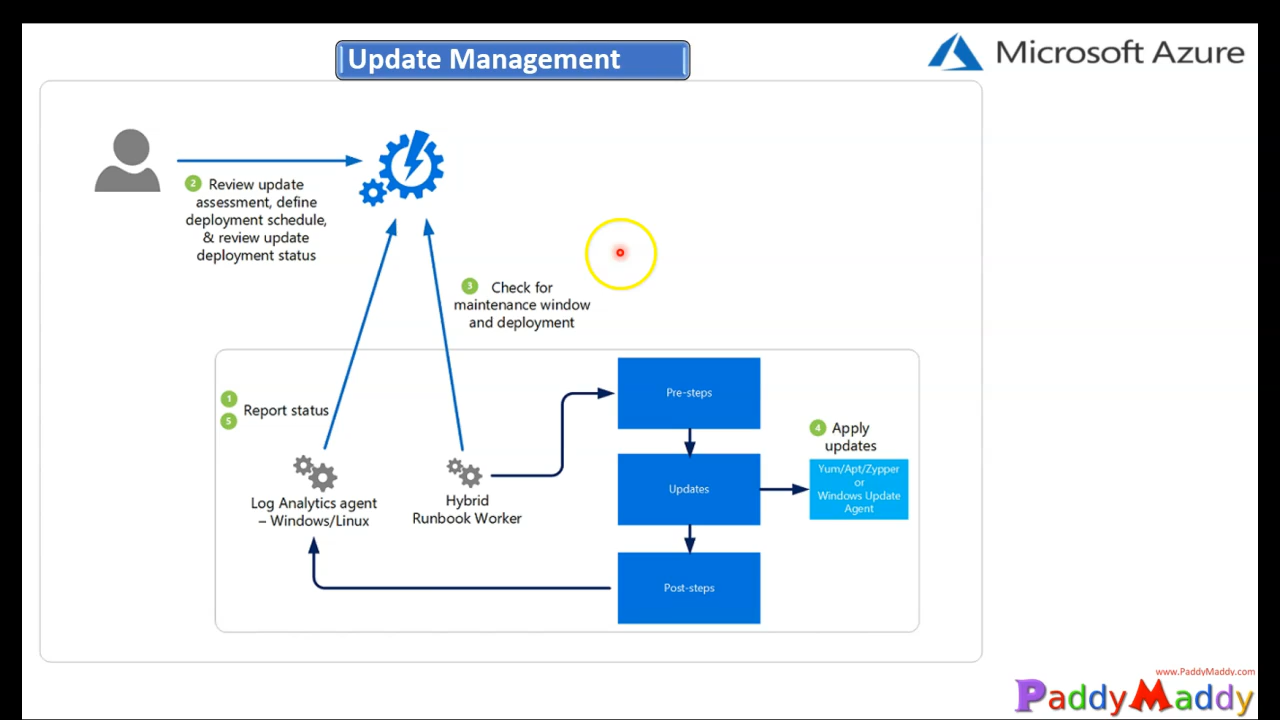 Update Management
Microsoft Azure
2 Review update
assessment, define
deployment schedule,
& review update
deployment status
3 Check for
maintenance window
and deployment
1
5
Report status
Log Analytics agent
– Windows/Linux
Hybrid
Runbook Worker
Pre-steps
Updates
Post-steps
4 Apply
updates
Yum/Apt/Zypper
or
Windows Update
Agent
www.PaddyMaddy.com
PaddyMaddy